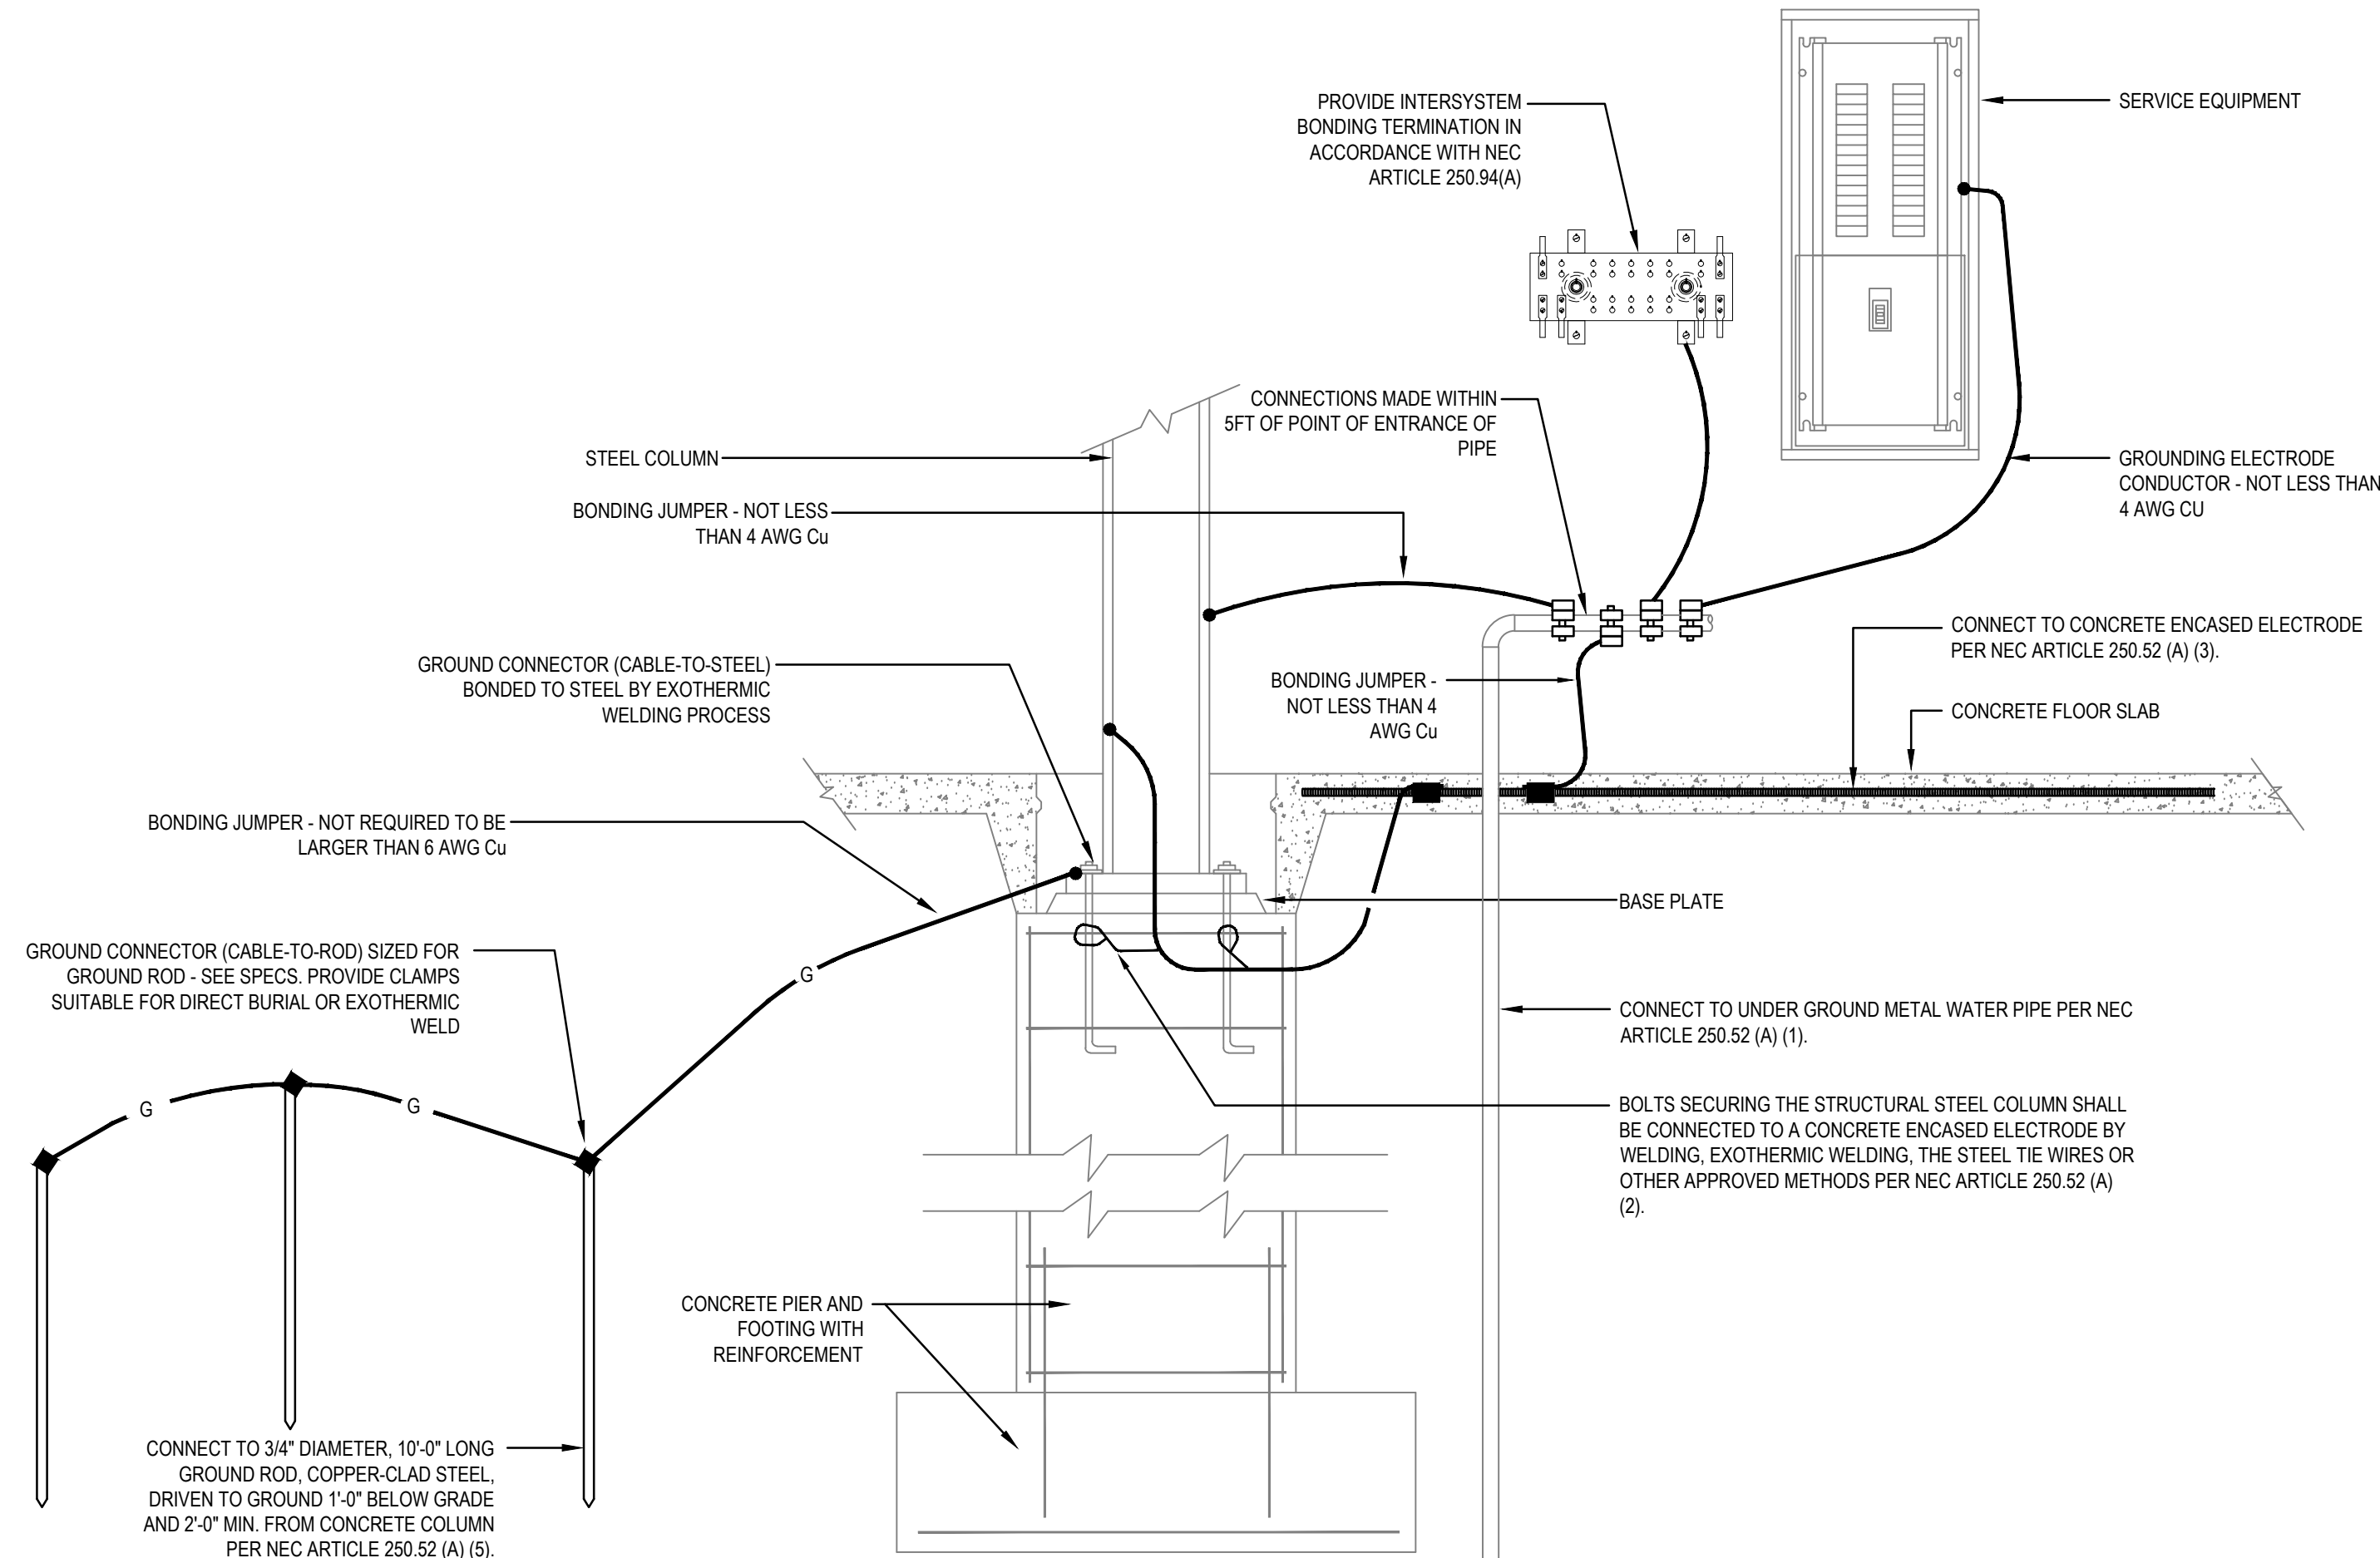 PROVIDE INTERSYSTEM
BONDING TERMINATION IN
ACCORDANCE WITH NEC
ARTICLE 250.94(A)
SERVICE EQUIPMENT
CONNECTIONS MADE WITHIN
5FT OF POINT OF ENTRANCE OF
PIPE
STEEL COLUMN
GROUNDING ELECTRODE
CONDUCTOR - NOT LESS THAN
4 AWG CU
BONDING JUMPER - NOT LESS
THAN 4 AWG Cu
CONNECT TO CONCRETE ENCASED ELECTRODE
PER NEC ARTICLE 250.52 (A) (3).
GROUND CONNECTOR (CABLE-TO-STEEL)
BONDED TO STEEL BY EXOTHERMIC
WELDING PROCESS
BONDING JUMPER -
NOT LESS THAN 4
AWG Cu
CONCRETE FLOOR SLAB
BONDING JUMPER - NOT REQUIRED TO BE
LARGER THAN 6 AWG Cu
BASE PLATE
GROUND CONNECTOR (CABLE-TO-ROD) SIZED FOR
GROUND ROD - SEE SPECS. PROVIDE CLAMPS
SUITABLE FOR DIRECT BURIAL OR EXOTHERMIC
WELD
G
CONNECT TO UNDER GROUND METAL WATER PIPE PER NEC
ARTICLE 250.52 (A) (1).
G
G
BOLTS SECURING THE STRUCTURAL STEEL COLUMN SHALL
BE CONNECTED TO A CONCRETE ENCASED ELECTRODE BY
WELDING, EXOTHERMIC WELDING, THE STEEL TIE WIRES OR
OTHER APPROVED METHODS PER NEC ARTICLE 250.52 (A)
(2).
CONCRETE PIER AND
FOOTING WITH
REINFORCEMENT
CONNECT TO 3/4" DIAMETER, 10'-0" LONG
GROUND ROD, COPPER-CLAD STEEL,
DRIVEN TO GROUND 1'-0" BELOW GRADE
AND 2'-0" MIN. FROM CONCRETE COLUMN
PER NEC ARTICLE 250.52 (A) (5).